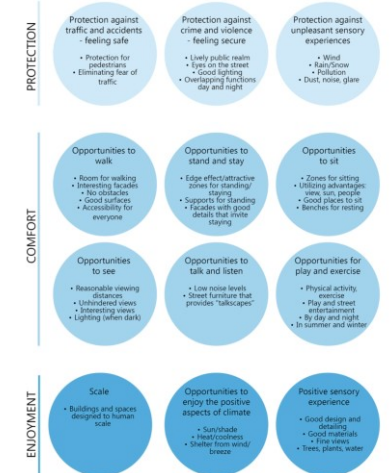 PROTECTION
Protection against
traffic and accidents
- feeling safe
• Protection for
pedestrians
• Eliminating fear of
traffic
Protection against
crime and violence
- feeling secure
• Lively public realm
• Eyes on the street
• Good lighting
• Overlapping functions
day and night
Protection against
unpleasant sensory
experiences
• Wind
• Rain/Snow
• Pollution
• Dust, noise, glare
COMFORT
Opportunities to
walk
• Room for walking
• Interesting facades
• No obstacles
• Good surfaces
• Accessibility for
everyone
Opportunities to
stand and stay
• Edge effect/attractive
zones for standing/
staying
• Supports for standing
• Facades with good
details that invite
staying
Opportunities
to sit
• Zones for sitting
• Utilizing advantages:
view, sun, people
• Good places to sit
• Benches for resting
Opportunities
to see
• Reasonable viewing
distances
• Unhindered views
• Interesting views
• Lighting (when dark)
Opportunities to
talk and listen
• Low noise levels
• Street furniture that
provides "talkscapes"
Opportunities for
play and exercise
• Physical activity,
exercise
• Play and street
entertainment
• By day and night
• In summer and winter
ENJOYMENT
Scale
• Buildings and spaces
designed to human
scale
Opportunities to
enjoy the positive
aspects of climate
• Sun/shade
• Heat/coolness
• Shelter from wind/
breeze
Positive sensory
experience
• Good design and
detailing
• Good materials
• Fine views
• Trees, plants, water